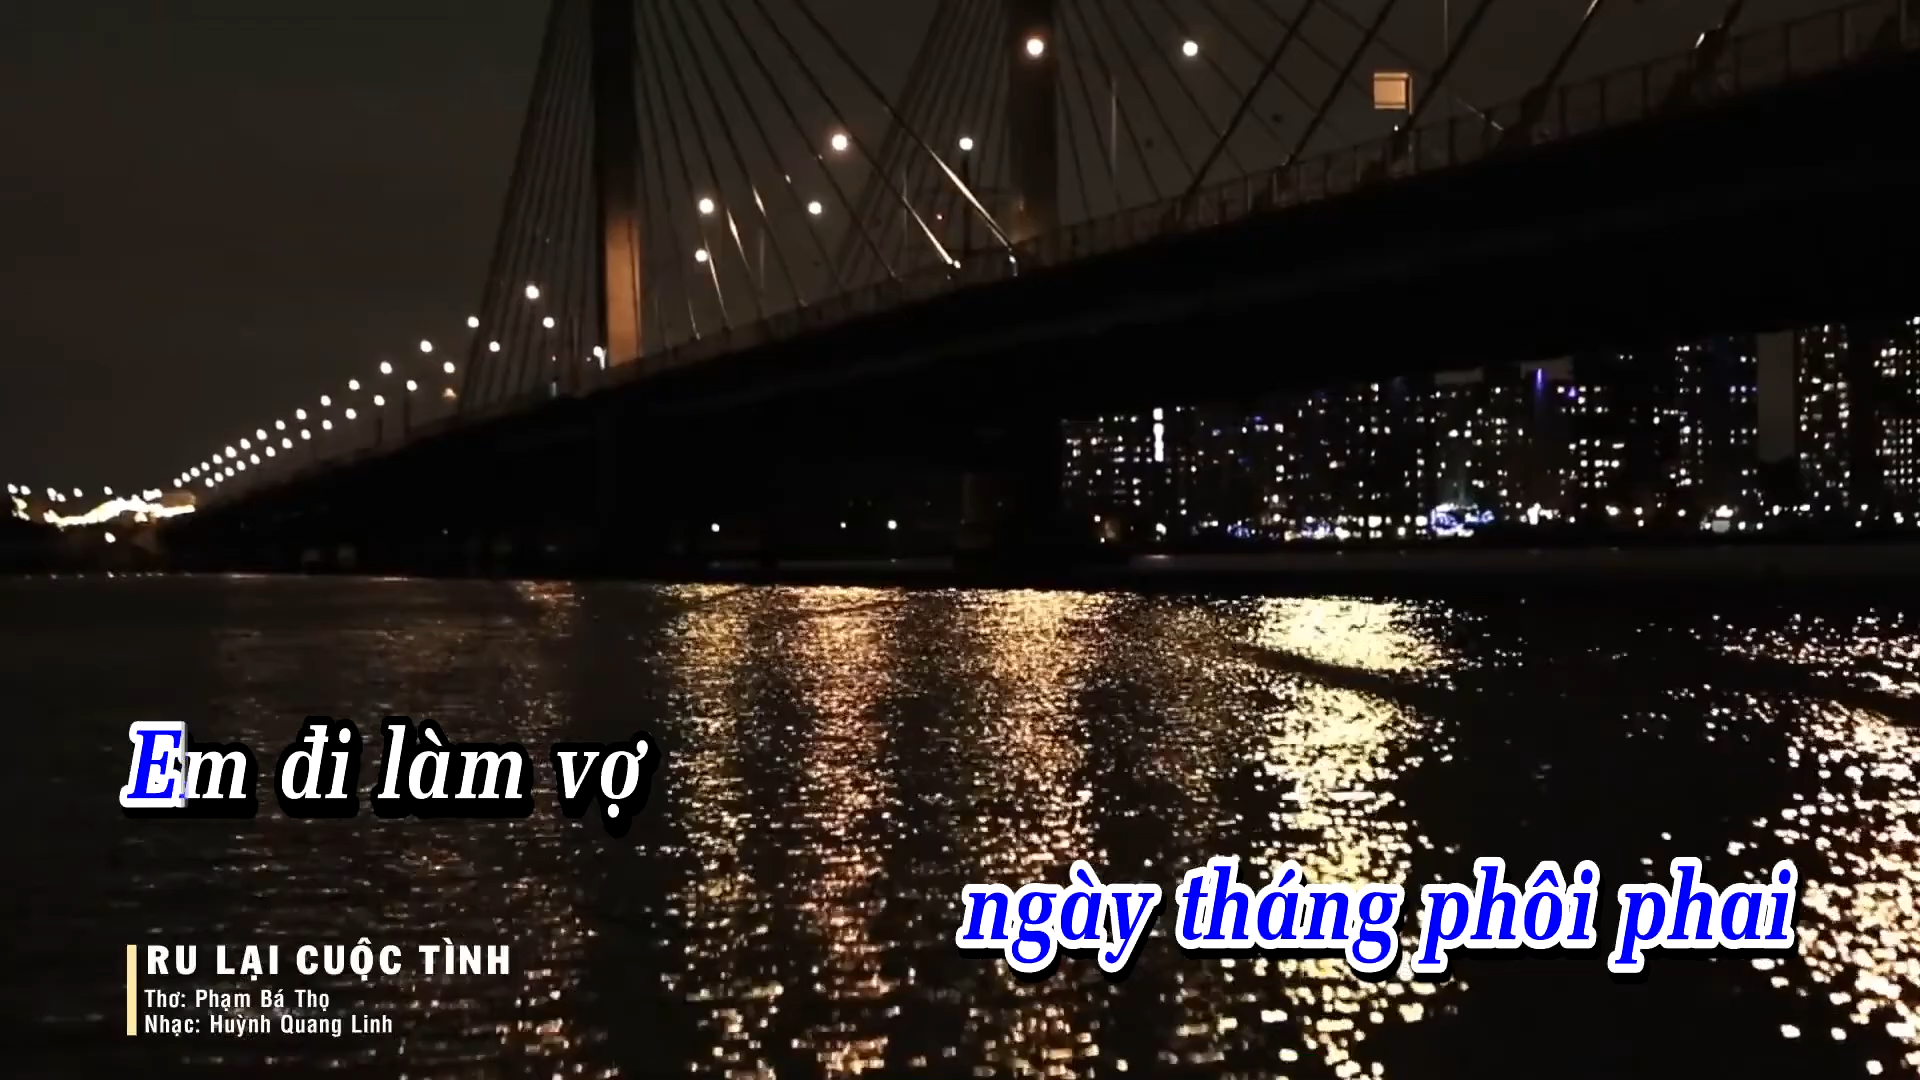 Em đi làm vợ
ngày tháng phôi phai
RU LẠI CUỘC TÌNH
Thơ: Phạm Bá Thọ
Nhạc: Huỳnh Quang Linh